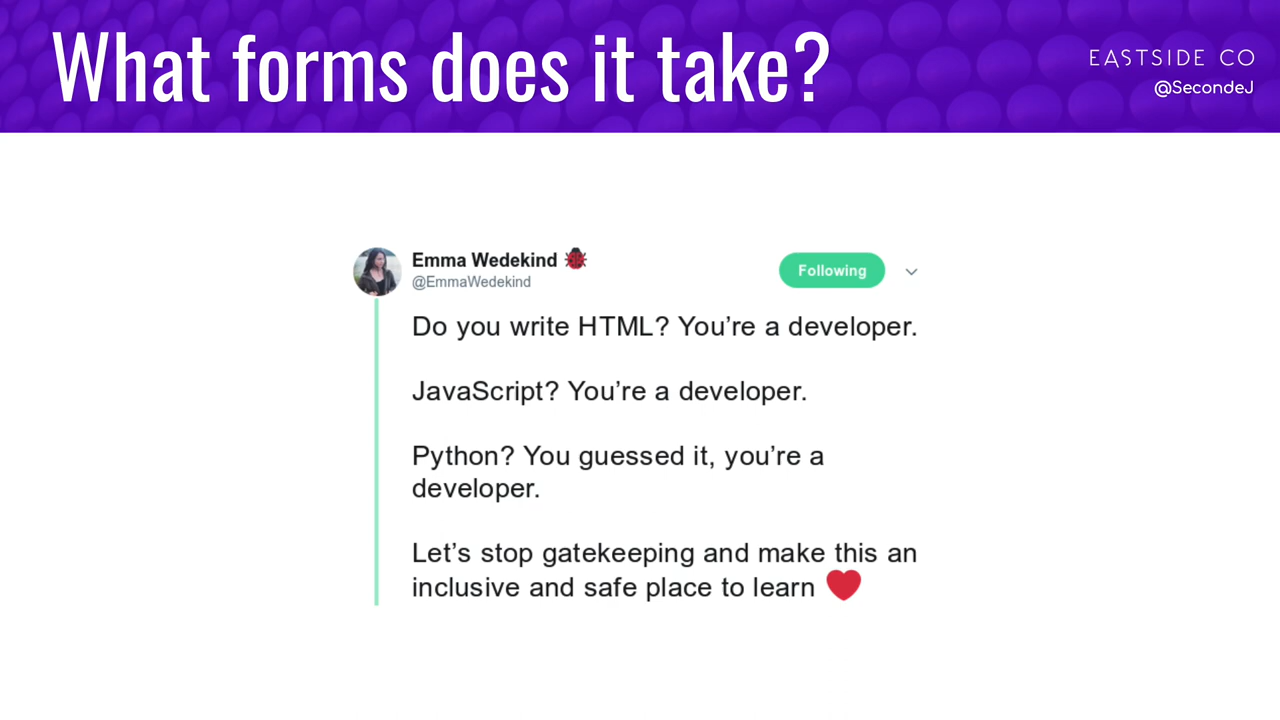 What forms does it take?
EASTSIDE CO
@SecondeJ
Emma Wedekind 🐞
@EmmaWedekind
Following
Do you write HTML? You’re a developer.
JavaScript? You’re a developer.
Python? You guessed it, you’re a
developer.
Let’s stop gatekeeping and make this an
inclusive and safe place to learn ❤️